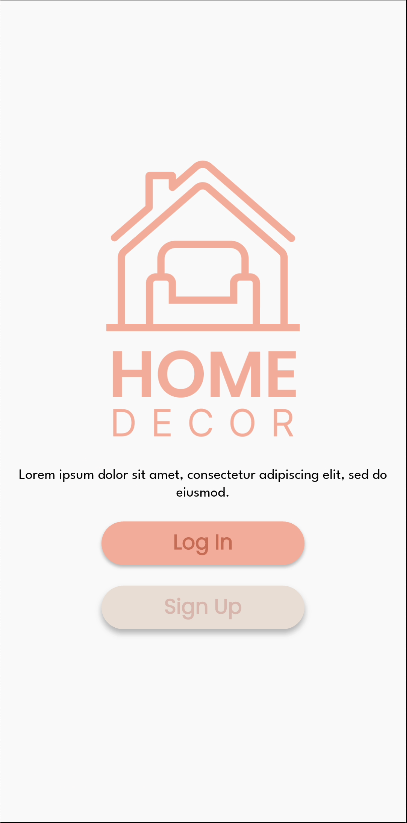 HOME
DECOR
Lorem ipsum dolor sit amet, consectetur adipiscing elit, sed do
eiusmod.
Log In
Sign Up